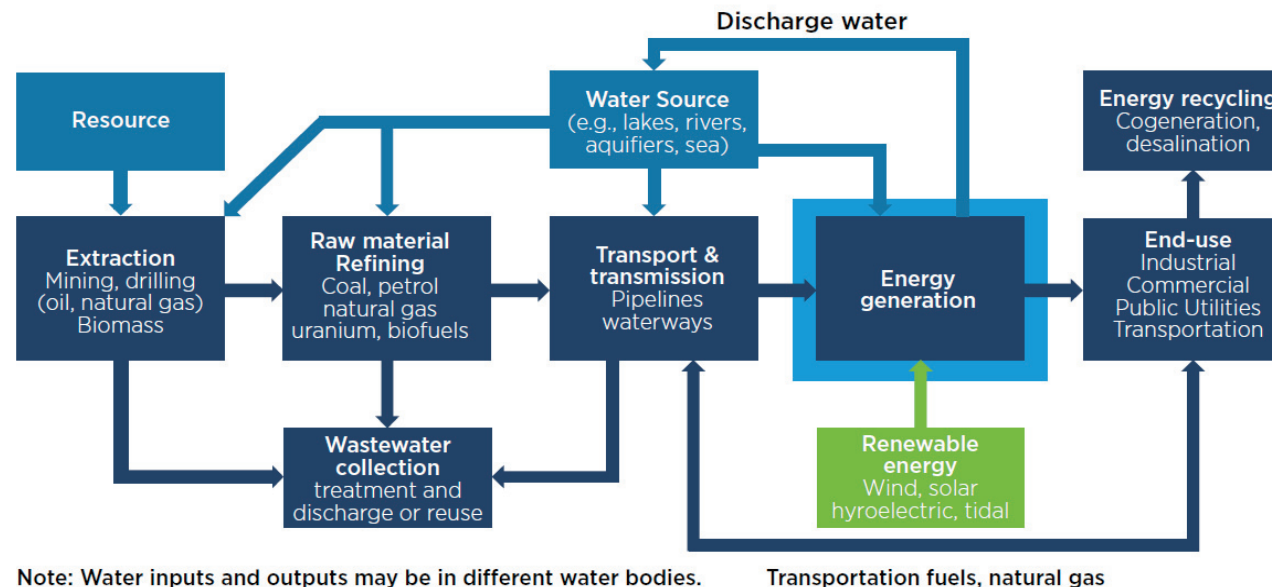 Discharge water
Resource
Water Source
(e.g., lakes, rivers,
aquifiers, sea)
Energy recycling
Cogeneration,
desalination
Extraction
Mining, drilling
(oil, natural gas)
Biomass
Raw material
Refining
Coal, petrol
natural gas
uranium, biofuels
Transport &
transmission
Pipelines
waterways
Energy
generation
End-use
Industrial
Commercial
Public Utilities
Transportation
Wastewater
collection
treatment and
discharge or reuse
Renewable
energy
Wind, solar
hyroelectric, tidal
Note: Water inputs and outputs may be in different water bodies.
Transportation fuels, natural gas